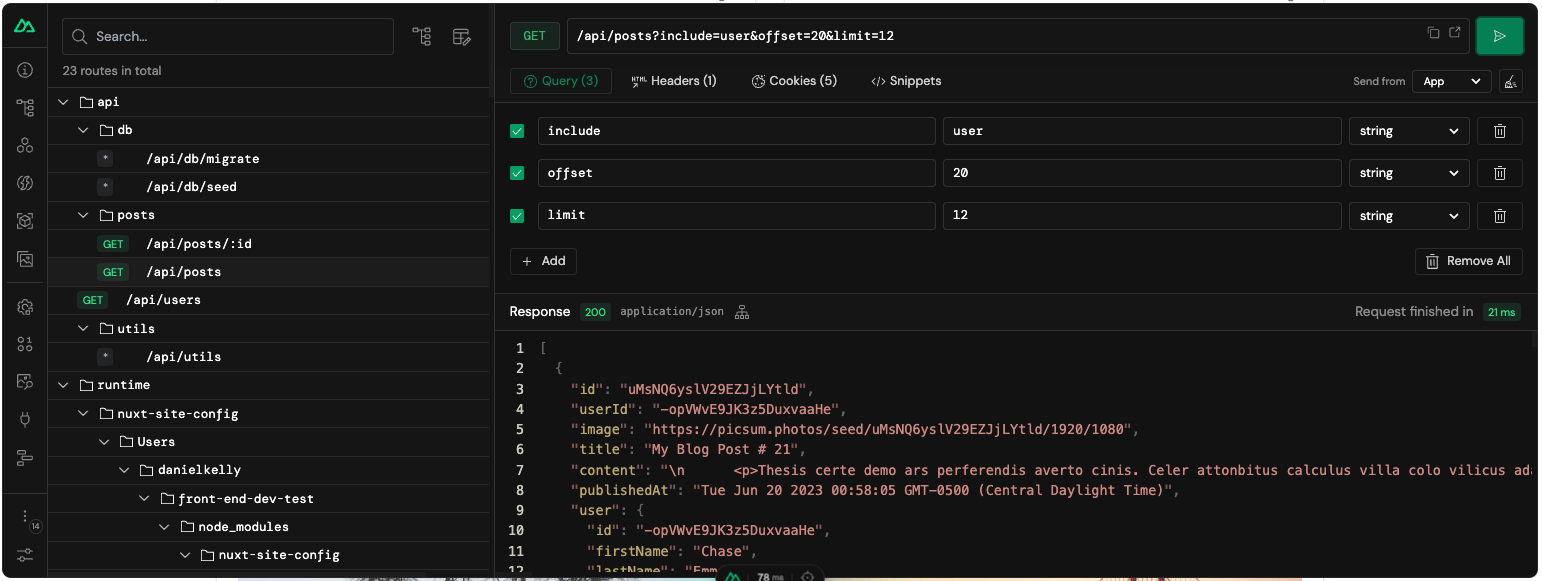 Search...
23 routes in total
api
db
* /api/db/migrate
* /api/db/seed
posts
GET /api/posts/:id
GET /api/posts
GET /api/users
utils
* /api/utils
runtime
nuxt-site-config
Users
danielkelly
front-end-dev-test
node_modules
nuxt-site-config
14
GET /api/posts?include=user&offset=20&limit=12
Query (3) HTML Headers (1) Cookies (5) </> Snippets Send from App
include user string
offset 20 string
limit 12 string
+ Add Remove All
Response 200 application/json Request finished in 21 ms
1 [
2 {
3 "id": "uMsNQ6yslV29EZJjLYtld",
4 "userId": "-opVWvE9JK3z5DuxvaaHe",
5 "image": "https://picsum.photos/seed/uMsNQ6yslV29EZJjLYtld/1920/1080",
6 "title": "My Blog Post # 21",
7 "content": "\n <p>Thesis certe demo ars perferendis averto cinis. Celer attonbitus calculus villa colo vilicus ad
8 "publishedAt": "Tue Jun 20 2023 00:58:05 GMT-0500 (Central Daylight Time)",
9 "user": {
10 "id": "-opVWvE9JK3z5DuxvaaHe",
11 "firstName": "Chase",
12 "lastName": "Emm
78 ms